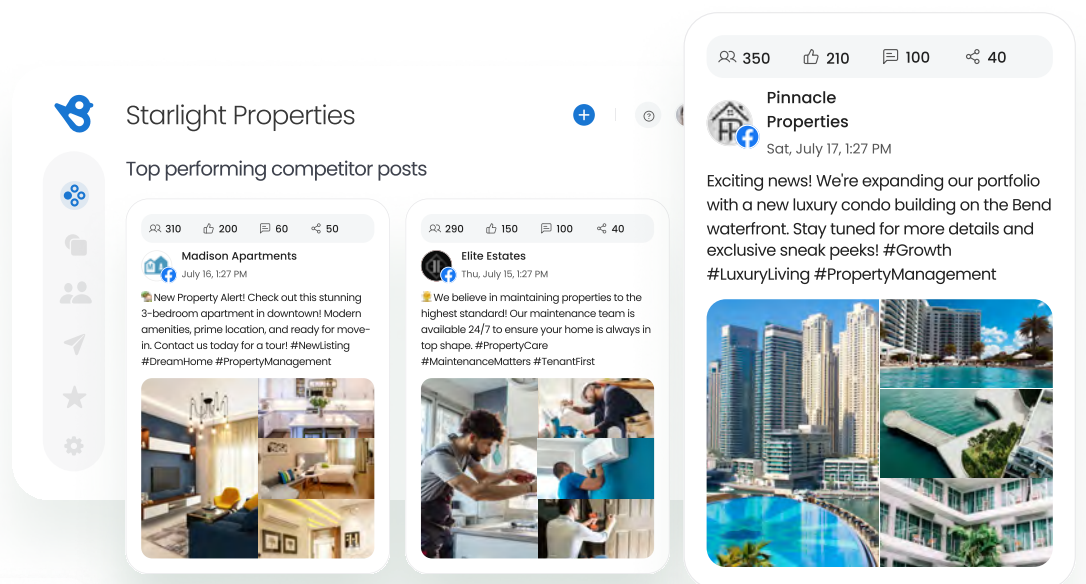 Starlight Properties
Top performing competitor posts
310 200 60 50
Madison Apartments
July 16, 1:27 PM
New Property Alert! Check out this stunning
3-bedroom apartment in downtown! Modern
amenities, prime location, and ready for move-
in. Contact us today for a tour! #NewListing
#DreamHome #PropertyManagement
290 150 100 40
Elite Estates
Thu, July 15, 1:27 PM
We believe in maintaining properties to the
highest standard! Our maintenance team is
available 24/7 to ensure your home is always in
top shape. #PropertyCare
#MaintenanceMatters #TenantFirst
350 210 100 40
Pinnacle
Properties
Sat, July 17, 1:27 PM
Exciting news! We're expanding our portfolio
with a new luxury condo building on the Bend
waterfront. Stay tuned for more details and
exclusive sneak peeks! #Growth
#LuxuryLiving #PropertyManagement